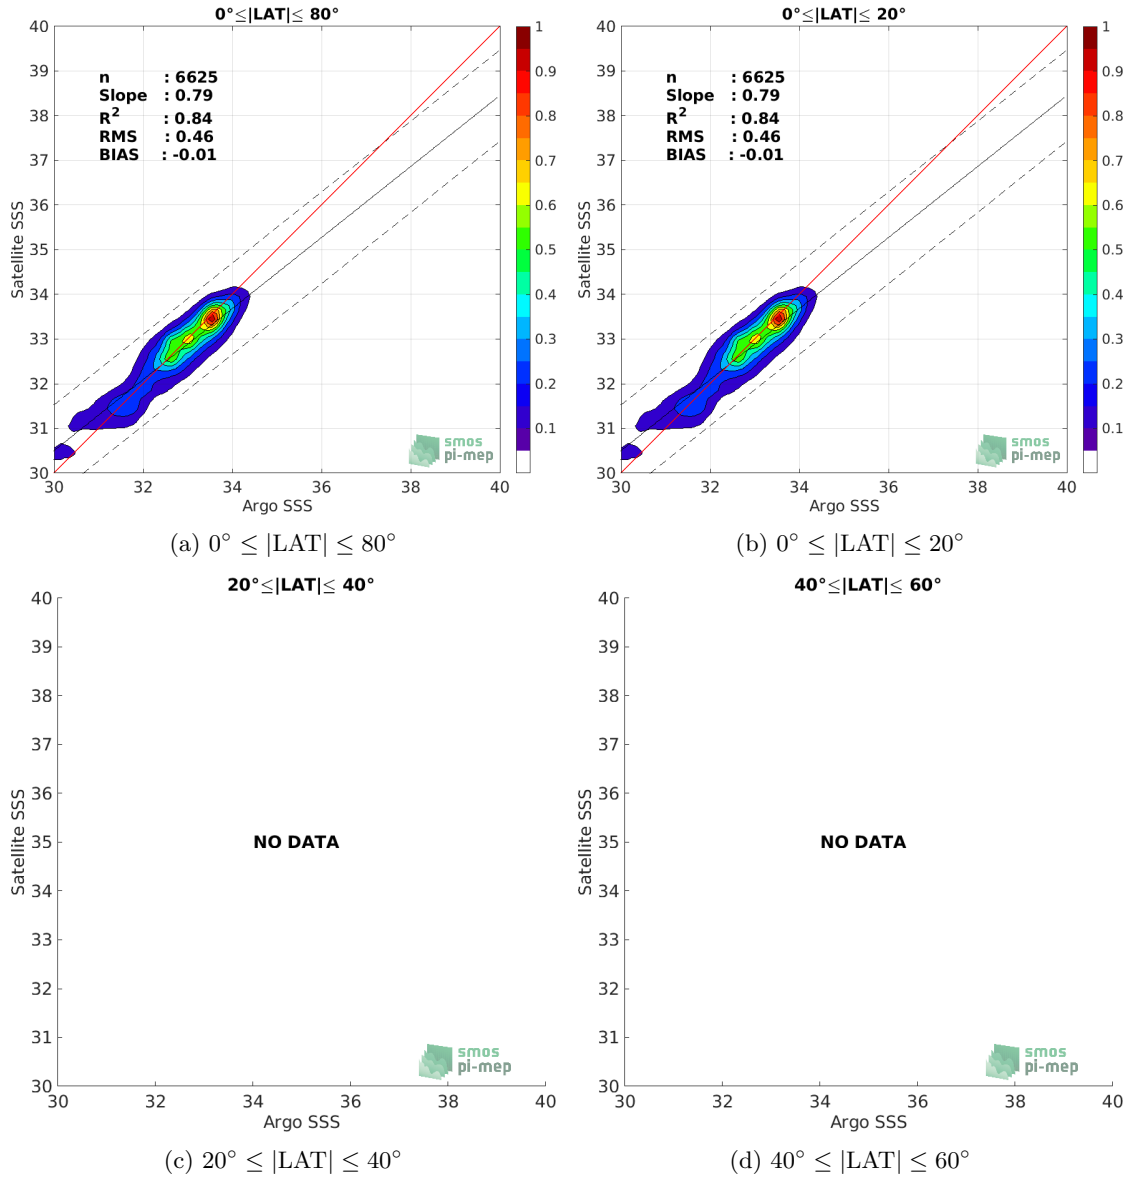 0°≤|LAT|≤ 80°
40
39
38
37
36
35
34
33
32
31
30
Satellite SSS
n : 6625
Slope : 0.79
R2 : 0.84
RMS : 0.46
BIAS : -0.01
smos
pi-mep
30 32 34 36 38 40
Argo SSS
1
0.9
0.8
0.7
0.6
0.5
0.4
0.3
0.2
0.1
(a) 0° ≤ |LAT| ≤ 80°
0°≤|LAT|≤ 20°
40
39
38
37
36
35
34
33
32
31
30
Satellite SSS
n : 6625
Slope : 0.79
R2 : 0.84
RMS : 0.46
BIAS : -0.01
smos
pi-mep
30 32 34 36 38 40
Argo SSS
1
0.9
0.8
0.7
0.6
0.5
0.4
0.3
0.2
0.1
(b) 0° ≤ |LAT| ≤ 20°
20°≤|LAT|≤ 40°
40
39
38
37
36
35
34
33
32
31
30
Satellite SSS
NO DATA
smos
pi-mep
30 32 34 36 38 40
Argo SSS
(c) 20° ≤ |LAT| ≤ 40°
40°≤|LAT|≤ 60°
40
39
38
37
36
35
34
33
32
31
30
Satellite SSS
NO DATA
smos
pi-mep
30 32 34 36 38 40
Argo SSS
(d) 40° ≤ |LAT| ≤ 60°